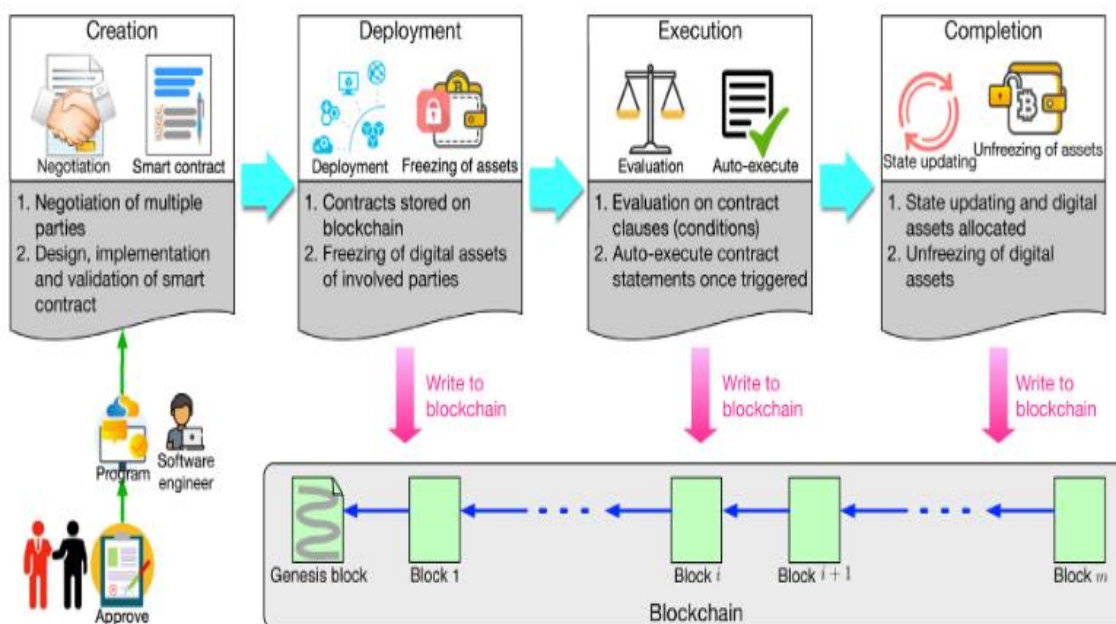 Creation
Negotiation
Smart contract
1. Negotiation of multiple
parties
2. Design, implementation
and validation of smart
contract
Deployment
Deployment
Freezing of assets
1. Contracts stored on
blockchain
2. Freezing of digital assets
of involved parties
Execution
Evaluation
Auto-execute
1. Evaluation on contract
clauses (conditions)
2. Auto-execute contract
statements once triggered
Completion
State updating
Unfreezing of assets
1. State updating and digital
assets allocated
2. Unfreezing of digital
assets
Write to
blockchain
Write to
blockchain
Write to
blockchain
Program
Software
engineer
Approve
Genesis block
Block 1
Block i
Block i + 1
Block m
Blockchain